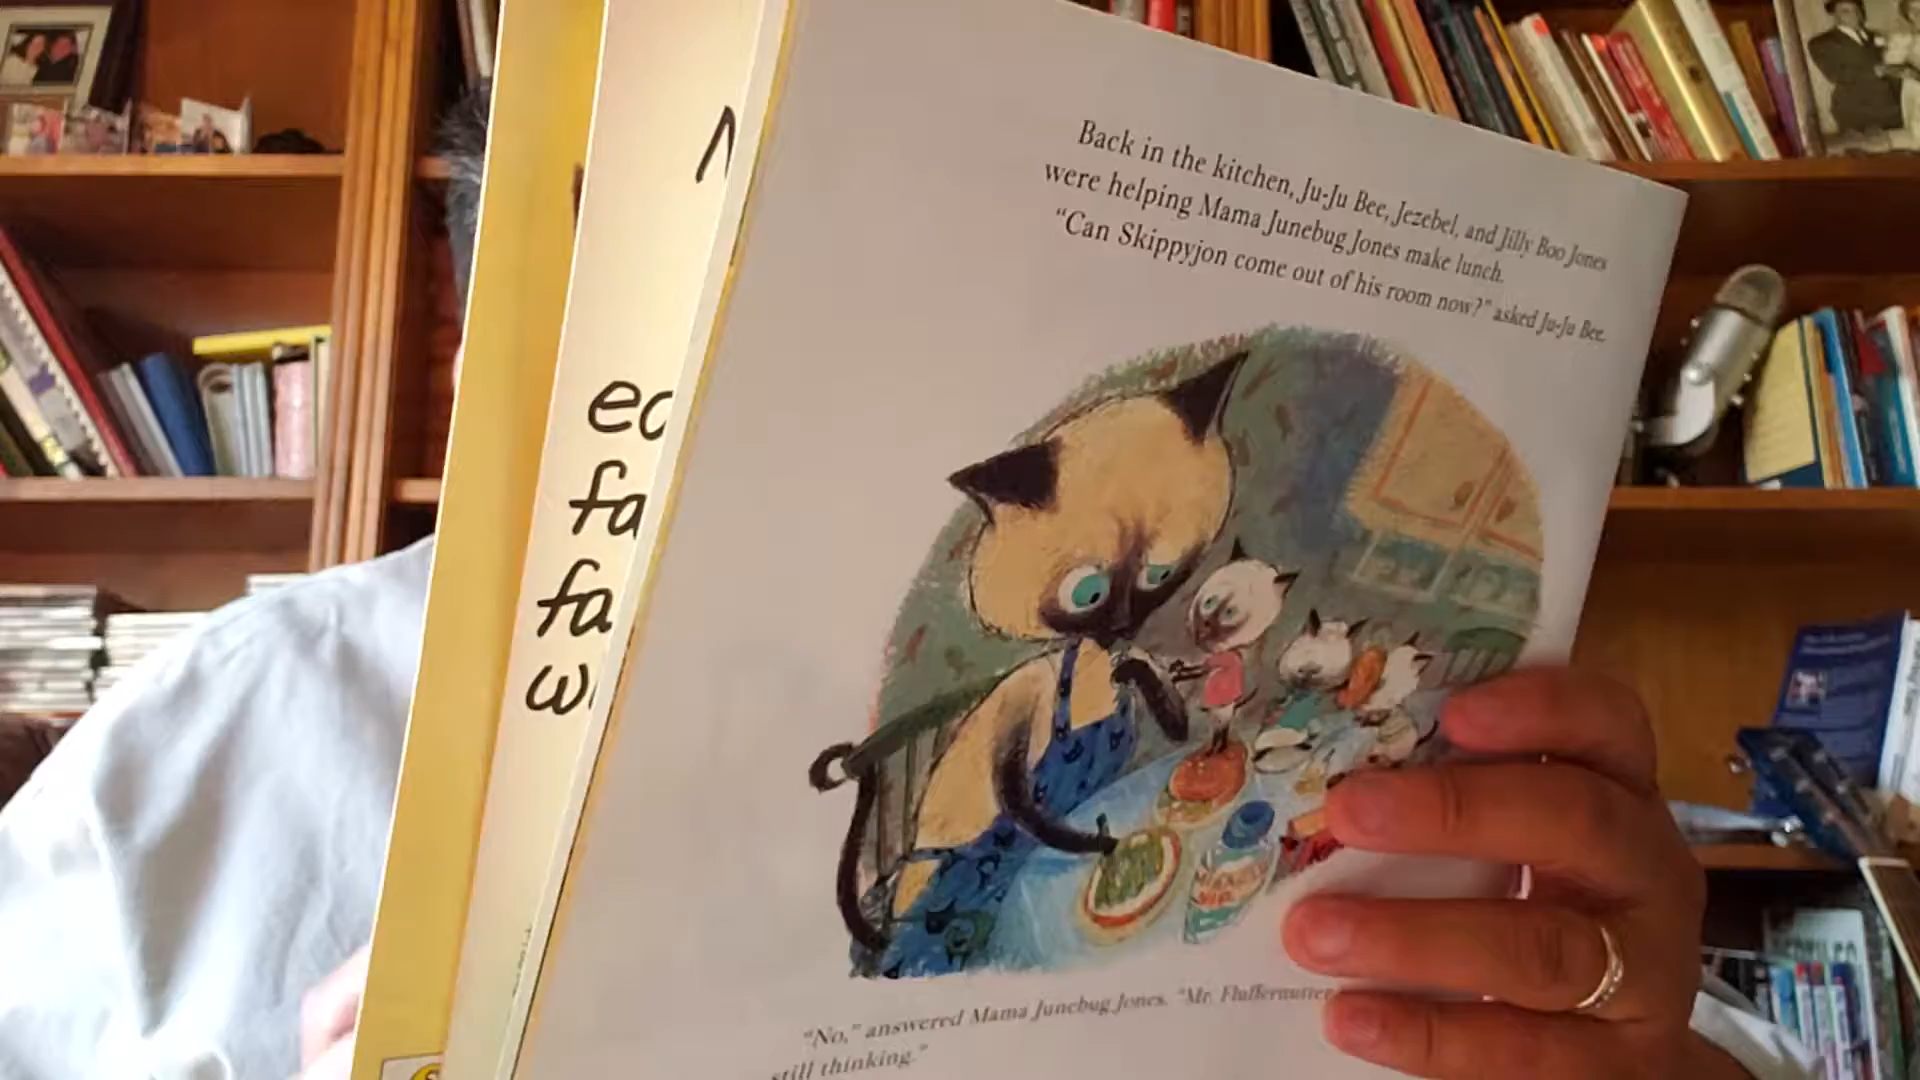 Back in the kitchen, Ju-Ju Bee, Jezebel, and Jilly Boo Jones
were helping Mama Junebug Jones make lunch.
"Can Skippyjon come out of his room now?" asked Ju-Ju Bee.
"No," answered Mama Junebug Jones. "Mr. Fluffernutter
still thinking."
fa
fa